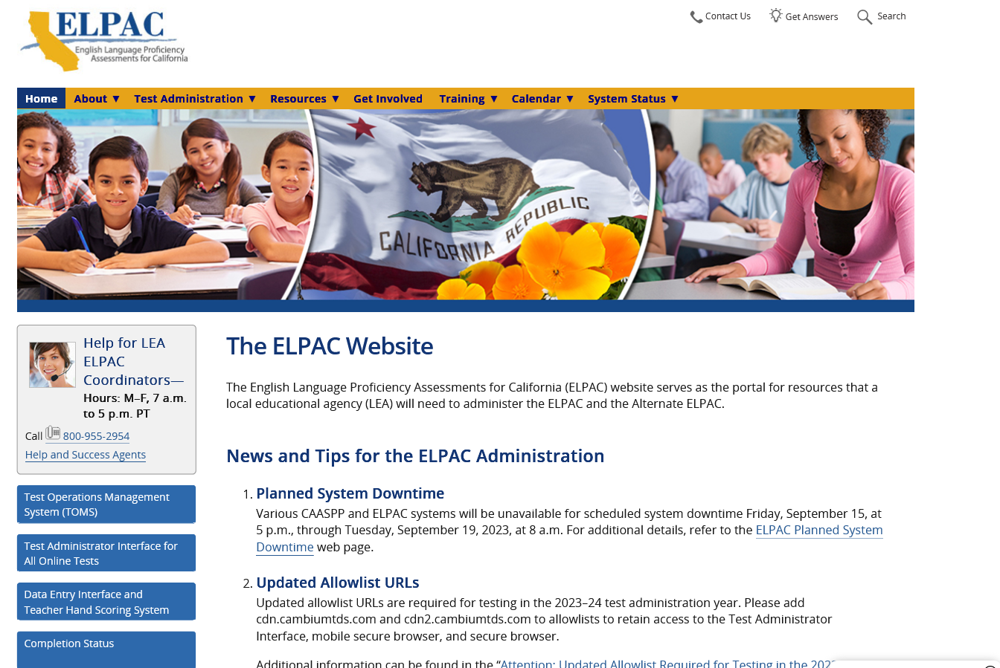 ELPAC
English Language Proficiency
Assessments for California
Contact Us
Get Answers
Search
Home
About ▼
Test Administration ▼
Resources ▼
Get Involved
Training ▼
Calendar ▼
System Status ▼
CALIFORNIA REPUBLIC
Help for LEA
ELPAC
Coordinators—
Hours: M–F, 7 a.m.
to 5 p.m. PT
Call 800-955-2954
Help and Success Agents
Test Operations Management
System (TOMS)
Test Administrator Interface for
All Online Tests
Data Entry Interface and
Teacher Hand Scoring System
Completion Status
The ELPAC Website
The English Language Proficiency Assessments for California (ELPAC) website serves as the portal for resources that a
local educational agency (LEA) will need to administer the ELPAC and the Alternate ELPAC.
News and Tips for the ELPAC Administration
1. Planned System Downtime
Various CAASPP and ELPAC systems will be unavailable for scheduled system downtime Friday, September 15, at
5 p.m., through Tuesday, September 19, 2023, at 8 a.m. For additional details, refer to the ELPAC Planned System
Downtime web page.
2. Updated Allowlist URLs
Updated allowlist URLs are required for testing in the 2023–24 test administration year. Please add
cdn.cambiumtds.com and cdn2.cambiumtds.com to allowlists to retain access to the Test Administrator
Interface, mobile secure browser, and secure browser.
Additional information can be found in the “Attention: Updated Allowlist Required for Testing in the